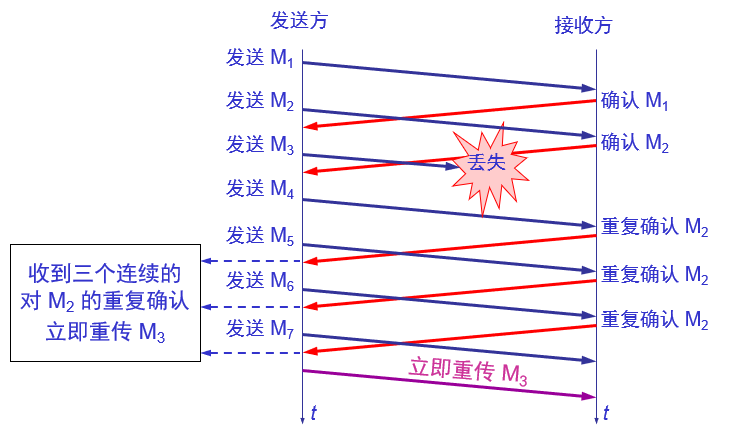 发送方
接收方
发送 M1
发送 M2
确认 M1
发送 M3
确认 M2
丢失
发送 M4
重复确认 M2
发送 M5
收到三个连续的
对 M2 的重复确认
立即重传 M3
重复确认 M2
发送 M6
重复确认 M2
发送 M7
立即重传 M3
t
t